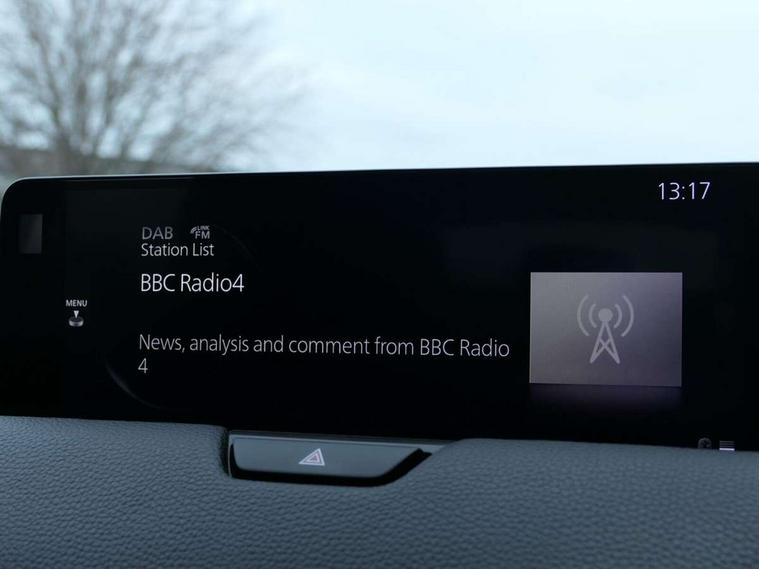 13:17
DAB LINK FM
Station List
BBC Radio4
MENU
News, analysis and comment from BBC Radio
4